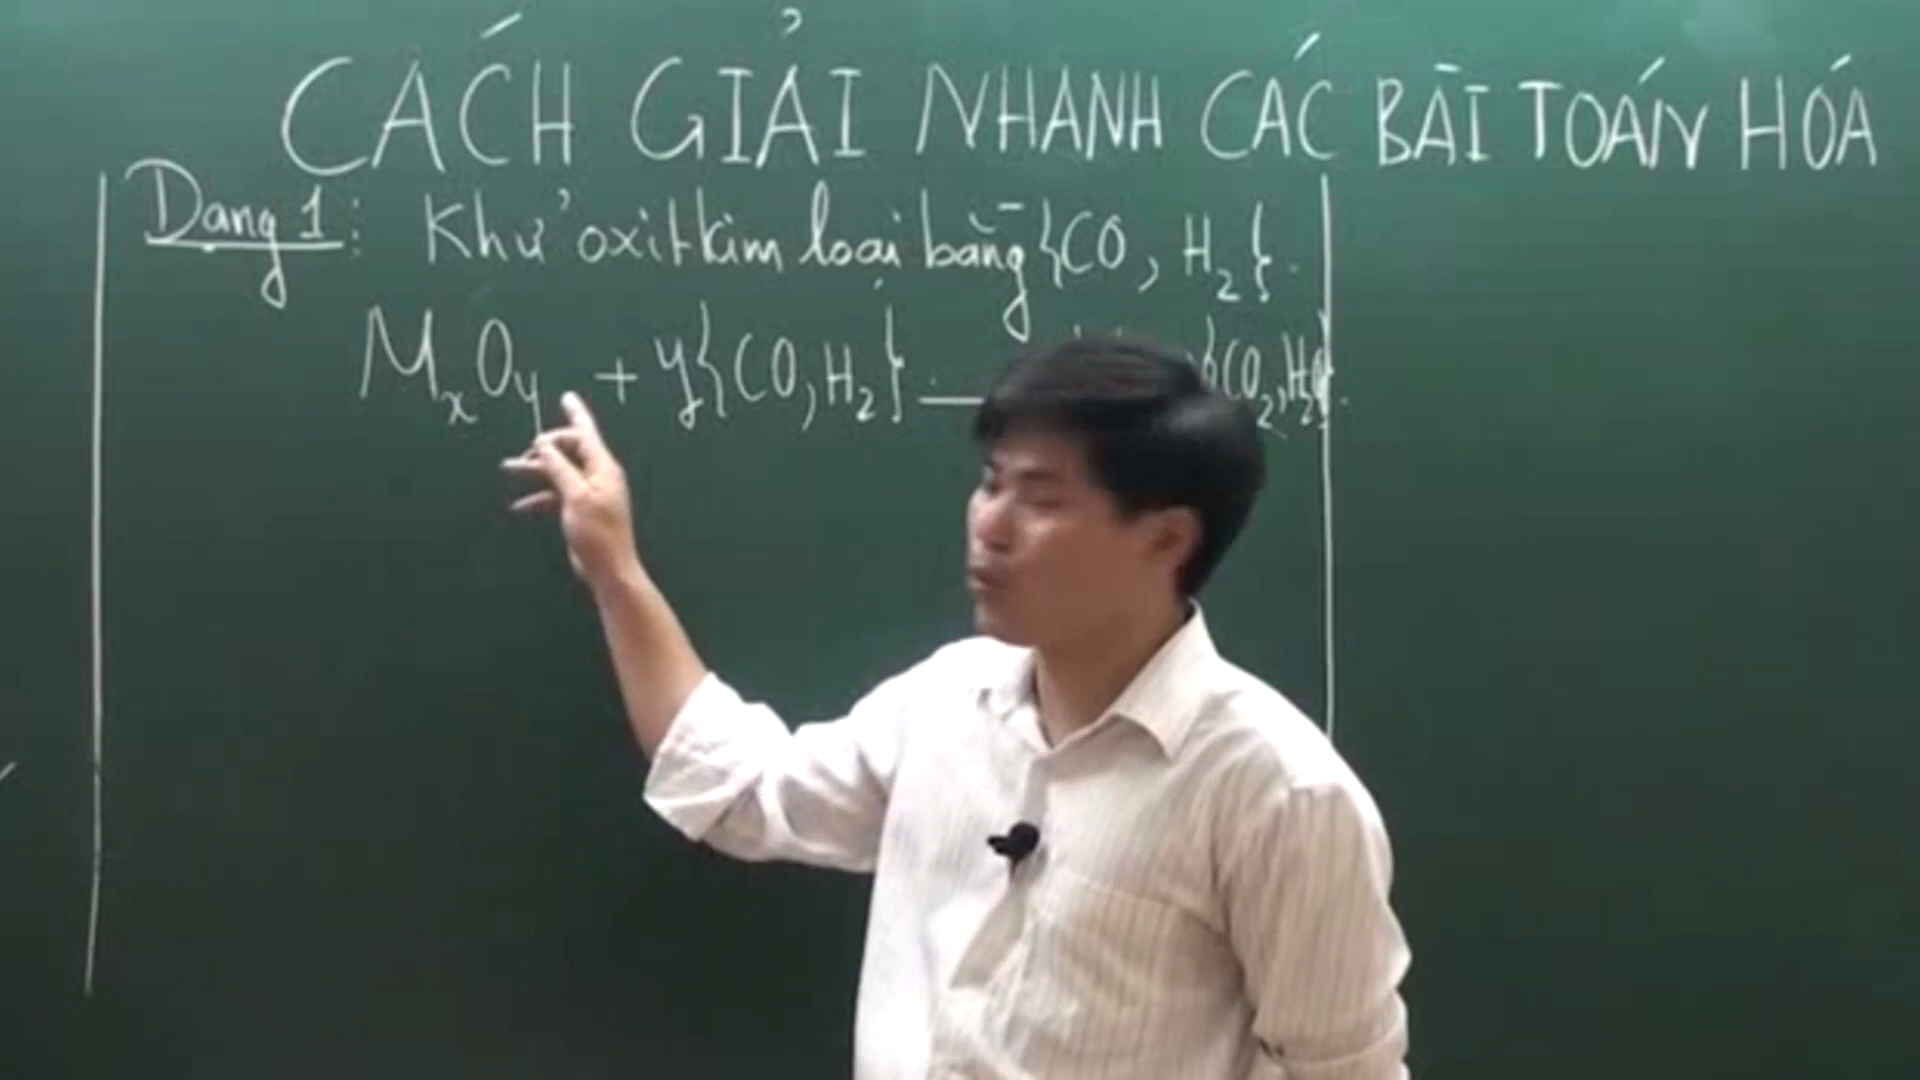 CÁCH GIẢI NHANH CÁC BÀI TOÁN HÓA
Dạng 1: Khử oxit kim loại bằng {CO, H₂}.
MₓOy + y{CO, H₂} {CO₂, H₂O}.